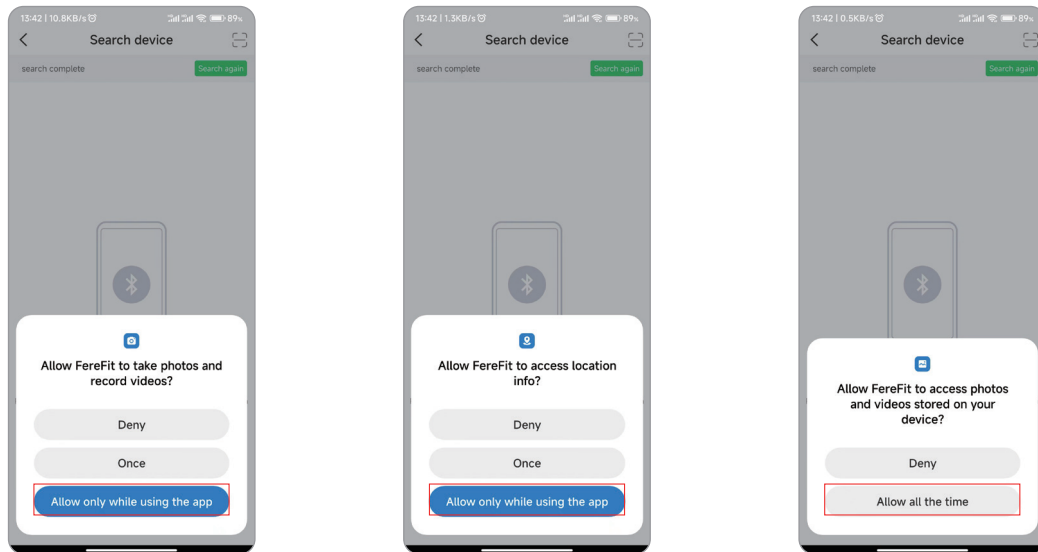 13:42 | 10.8KB/s
89%
Search device
search complete
Search again
Allow FereFit to take photos and
record videos?
Deny
Once
Allow only while using the app
13:42 | 1.3KB/s
89%
Search device
search complete
Search again
Allow FereFit to access location
info?
Deny
Once
Allow only while using the app
13:42 | 0.5KB/s
89%
Search device
search complete
Search again
Allow FereFit to access photos
and videos stored on your
device?
Deny
Allow all the time